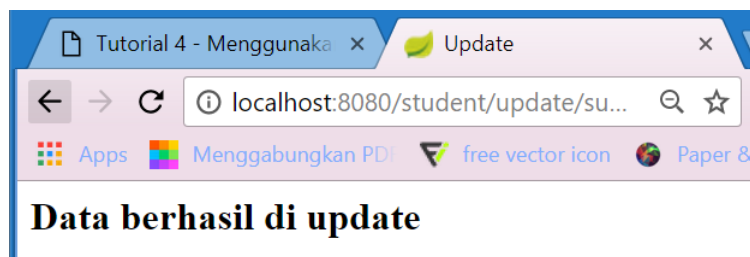 Tutorial 4 - Menggunaka
Update
localhost:8080/student/update/su...
Apps
Menggabungkan PDF
free vector icon
Paper &
Data berhasil di update